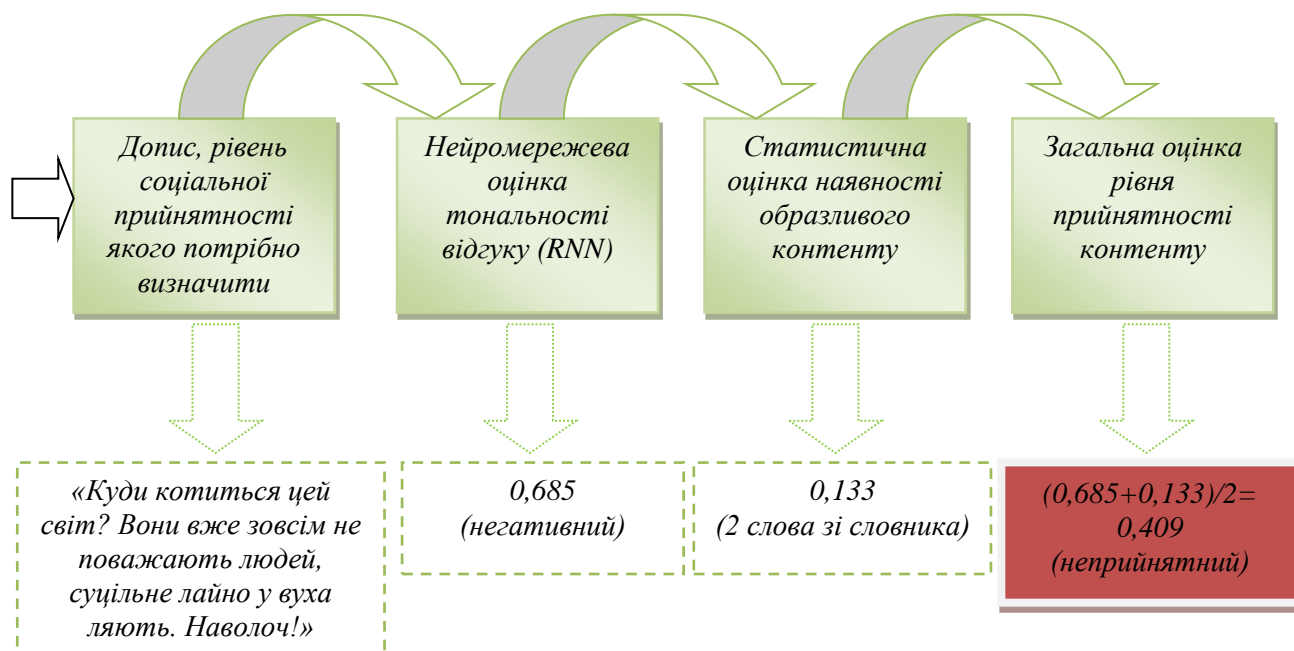 Допис, рівень
соціальної
прийнятності
якого потрібно
визначити
Нейромережева
оцінка
тональності
відгуку (RNN)
Статистична
оцінка наявності
образливого
контенту
Загальна оцінка
рівня
прийнятності
контенту
«Куди котиться цей
світ? Вони вже зовсім не
поважають людей,
суцільне лайно у вуха
ляють. Наволоч!»
0,685
(негативний)
0,133
(2 слова зі словника)
(0,685+0,133)/2=
0,409
(неприйнятний)